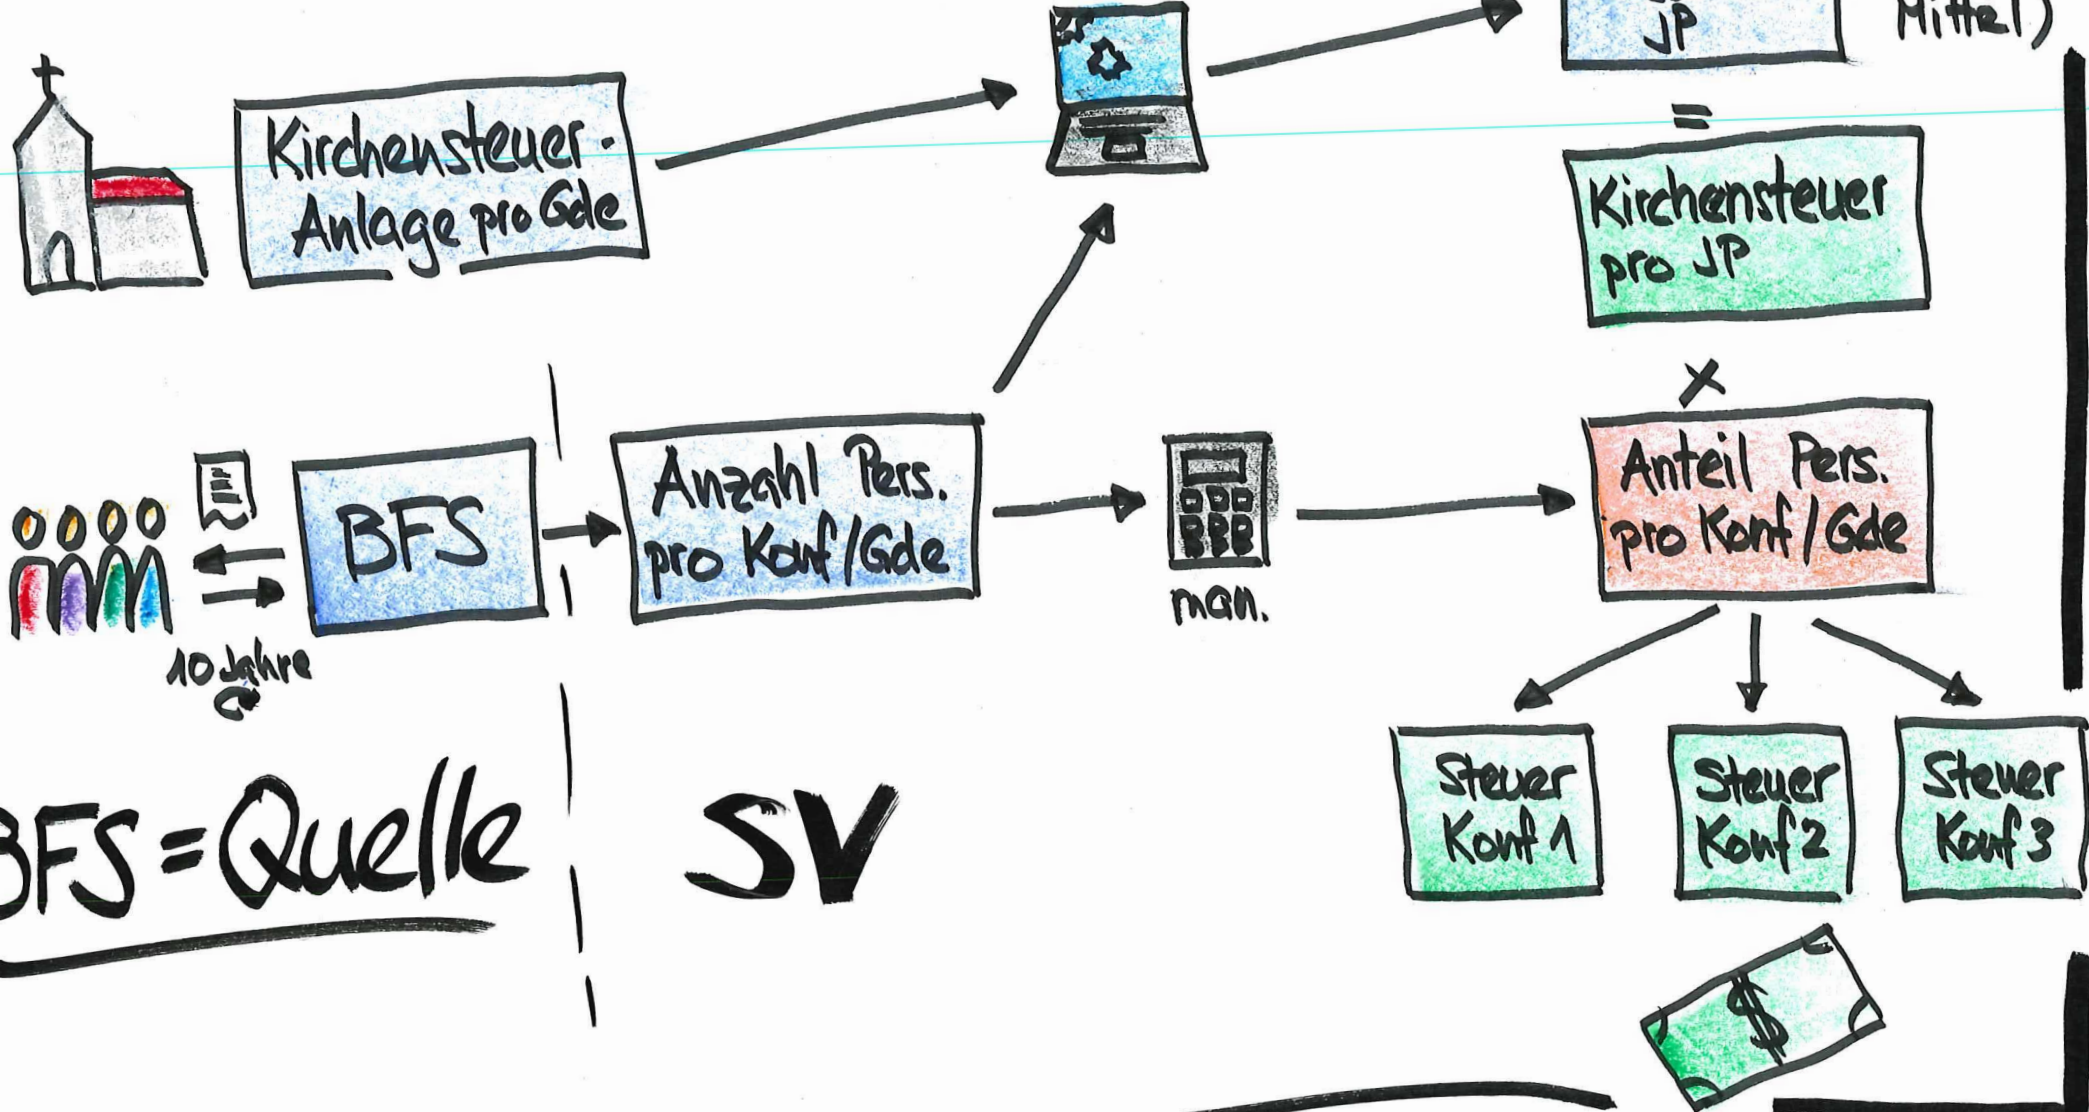 JP
Mittel)
=
Kirchensteuer-
Anlage pro Gde
Kirchensteuer
pro JP
x
BFS
Anzahl Pers.
pro Konf/Gde
man.
Anteil Pers.
pro Konf/Gde
10 Jahre
Steuer
Konf 1
Steuer
Konf 2
Steuer
Konf 3
BFS = Quelle
SV
$